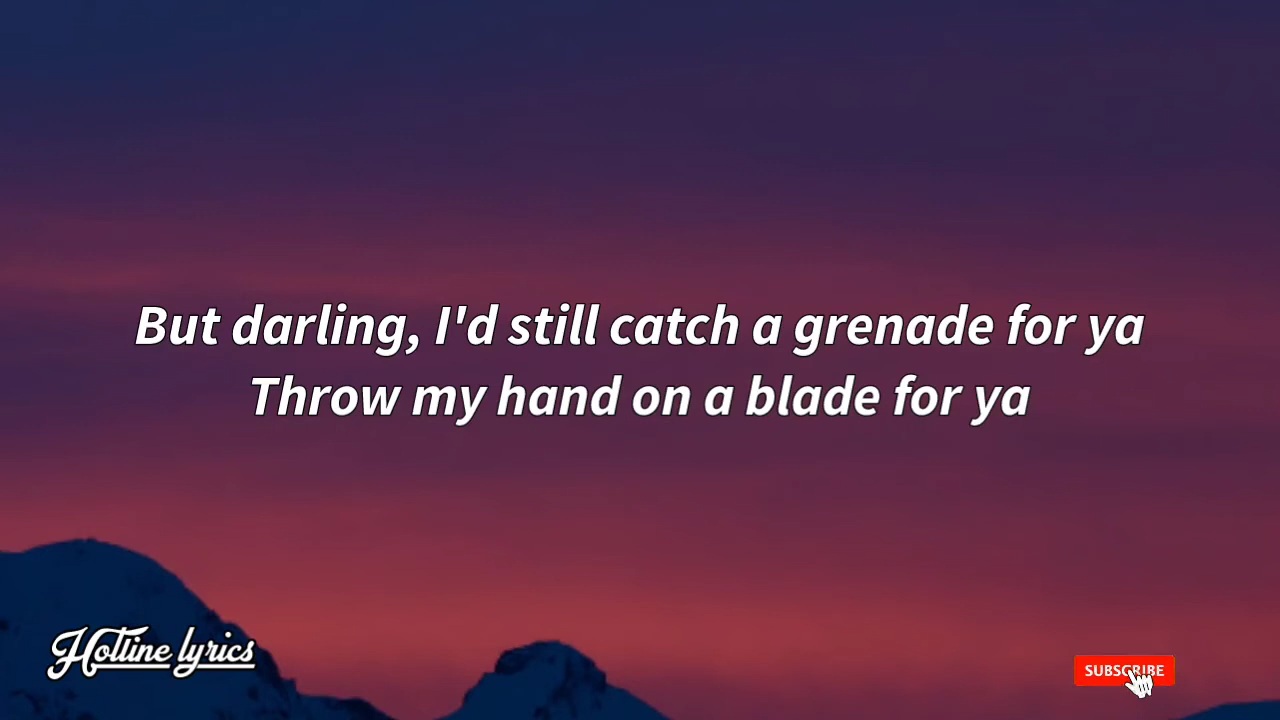 But darling, I'd still catch a grenade for ya
Throw my hand on a blade for ya
Hotline lyrics
SUBSCRIBE